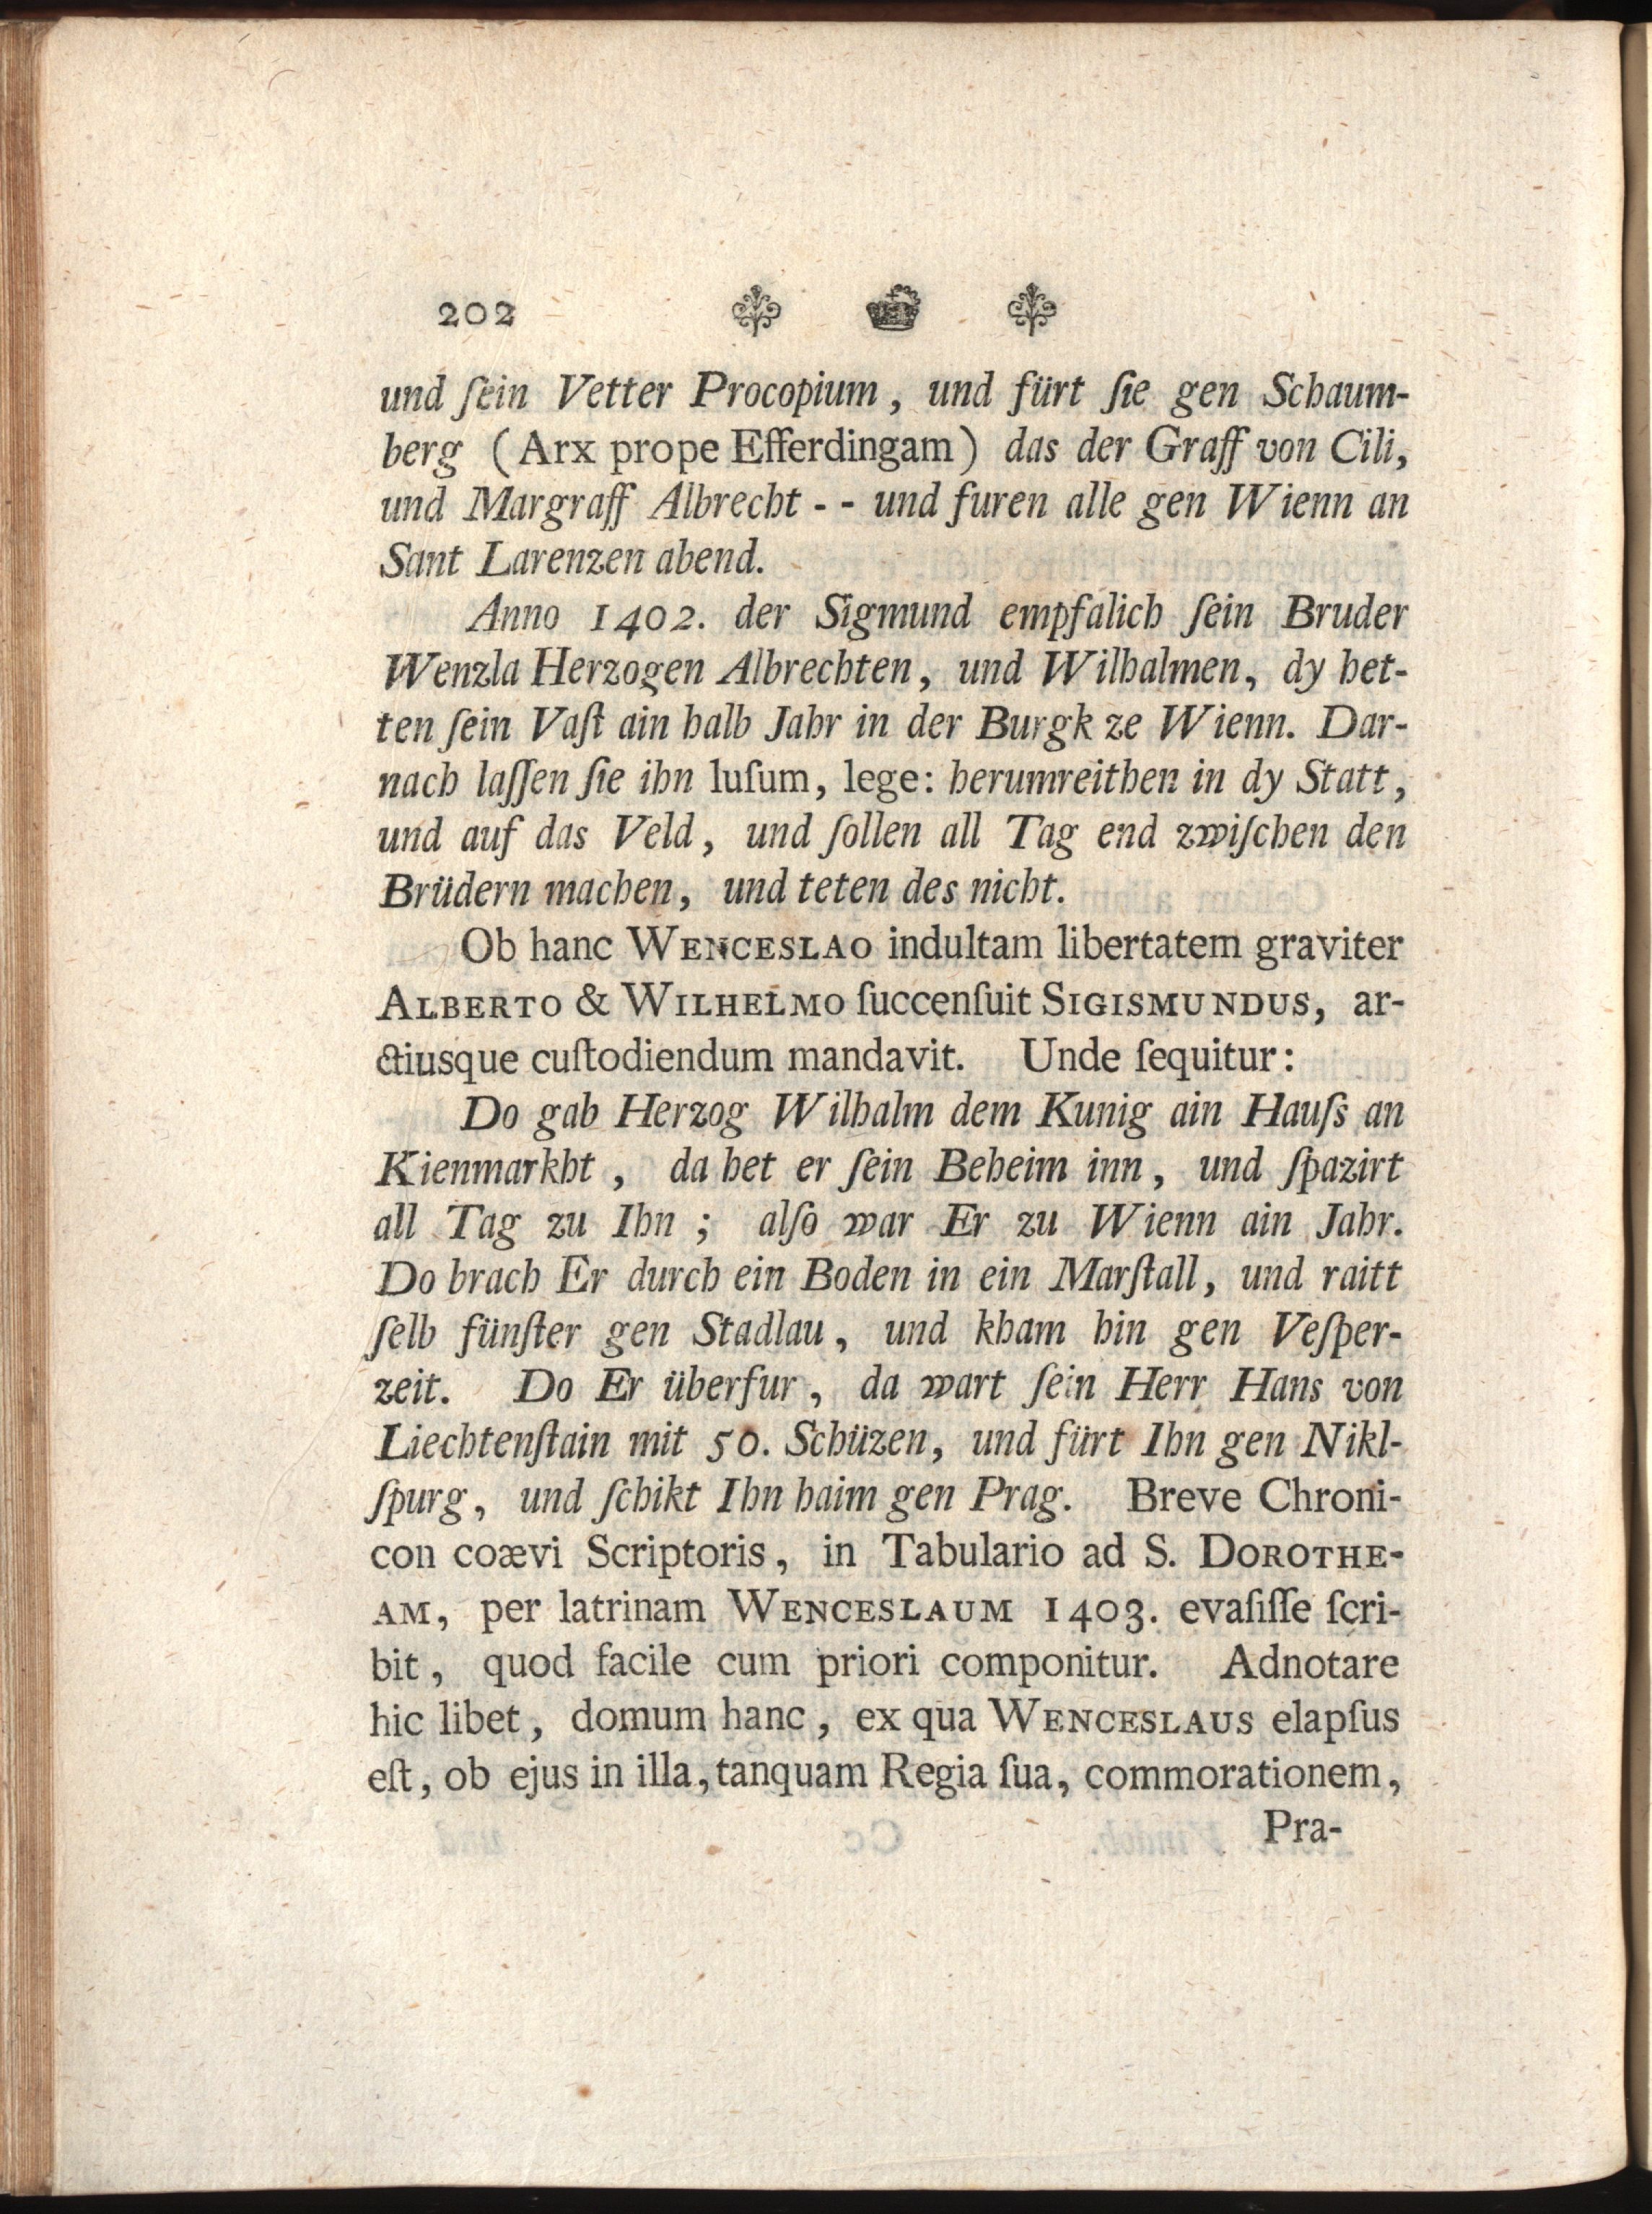 202
und ſein Vetter Procopium, und fürt ſie gen Schaum-
berg (Arx prope Efferdingam) das der Graff von Cili,
und Margraff Albrecht - - und furen alle gen Wienn an
Sant Larenzen abend.
Anno 1402. der Sigmund empfalich ſein Bruder
Wenzla Herzogen Albrechten, und Wilhalmen, dy het-
ten ſein Vaſt ain halb Jahr in der Burgk ze Wienn. Dar-
nach laſſen ſie ihn luſum, lege: herumreithen in dy Statt,
und auf das Veld, und ſollen all Tag end zwiſchen den
Brüdern machen, und teten des nicht.
Ob hanc WENCESLAO indultam libertatem graviter
ALBERTO & WILHELMO ſuccenſuit SIGISMUNDUS, ar-
ctiusque cuſtodiendum mandavit. Unde ſequitur:
Do gab Herzog Wilhalm dem Kunig ain Hauſs an
Kienmarkht, da het er ſein Beheim inn, und ſpazirt
all Tag zu Ihn; alſo war Er zu Wienn ain Jahr.
Do brach Er durch ein Boden in ein Marſtall, und raitt
ſelb fünſter gen Stadlau, und kham hin gen Veſper-
zeit. Do Er überfur, da wart ſein Herr Hans von
Liechtenſtain mit 50. Schüzen, und fürt Ihn gen Nikl-
ſpurg, und ſchikt Ihn haim gen Prag. Breve Chroni-
con coævi Scriptoris, in Tabulario ad S. DOROTHE-
AM, per latrinam WENCESLAUM 1403. evaſiſſe ſcri-
bit, quod facile cum priori componitur. Adnotare
hic libet, domum hanc, ex qua WENCESLAUS elapſus
eſt, ob ejus in illa, tanquam Regia ſua, commorationem,
Pra-